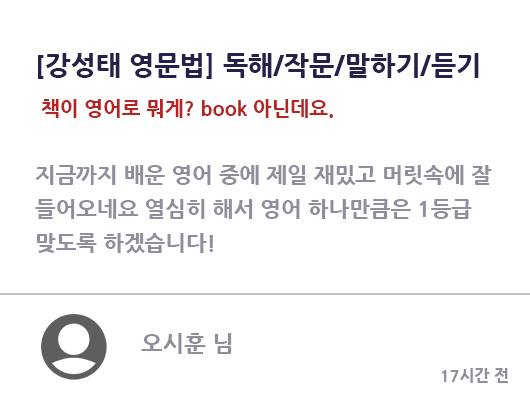 [강성태 영문법] 독해/작문/말하기/듣기
책이 영어로 뭐게? book 아닌데요.
지금까지 배운 영어 중에 제일 재밌고 머릿속에 잘
들어오네요 열심히 해서 영어 하나만큼은 1등급
맞도록 하겠습니다!
오시훈 님
17시간 전